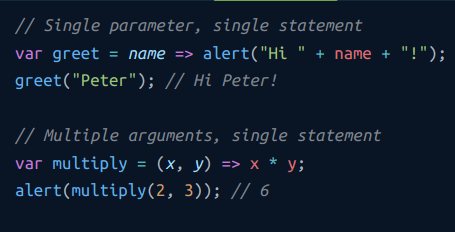 // Single parameter, single statement
var greet = name => alert("Hi " + name + "!");
greet("Peter"); // Hi Peter!
// Multiple arguments, single statement
var multiply = (x, y) => x * y;
alert(multiply(2, 3)); // 6